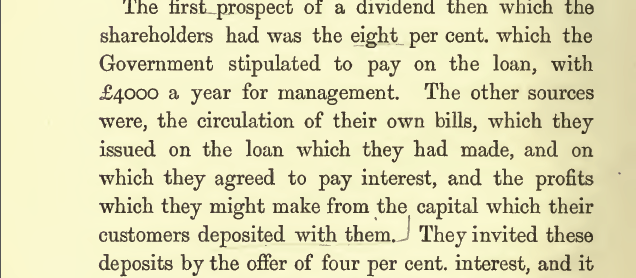 The first prospect of a dividend then which the
shareholders had was the eight per cent. which the
Government stipulated to pay on the loan, with
£4000 a year for management. The other sources
were, the circulation of their own bills, which they
issued on the loan which they had made, and on
which they agreed to pay interest, and the profits
which they might make from the capital which their
customers deposited with them. They invited these
deposits by the offer of four per cent. interest, and it